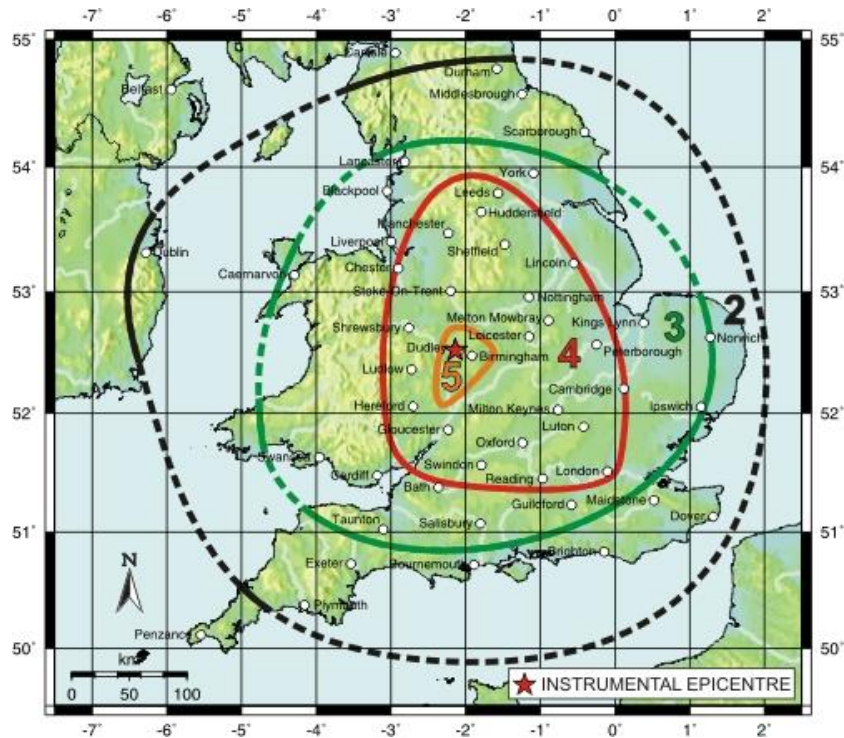 -7° -6° -5° -4° -3° -2° -1° 0° 1° 2°
55° 55°
Carlisle
Durham
Belfast
Middlesbrough
Scarborough
54° 54°
Lancaster
York
Blackpool
Leeds
Huddersfield
Manchester
Liverpool
Sheffield
Dublin
Lincoln
Chester
Caernarvon
53° 53°
Stoke-On-Trent
Nottingham
2
Melton Mowbray
Kings Lynn
3
Shrewsbury
Leicester
Norwich
Dudley
4
Peterborough
Birmingham
Ludlow
5
Cambridge
Hereford
Milton Keynes
Ipswich
52° 52°
Gloucester
Luton
Oxford
Swansea
Swindon
London
Cardiff
Reading
Bath
Maidstone
Guildford
Dover
Taunton
Salisbury
51° 51°
N
Brighton
Exeter
Bournemouth
Plymouth
Penzance
50° 50°
km
0 50 100
INSTRUMENTAL EPICENTRE
-7° -6° -5° -4° -3° -2° -1° 0° 1° 2°